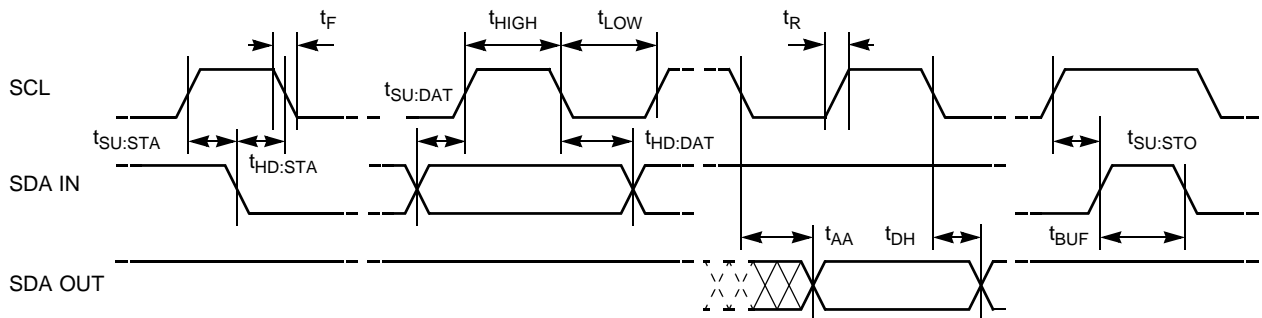 tF
tHIGH
tLOW
tR
SCL
tSU:DAT
tSU:STA
tHD:STA
tHD:DAT
tSU:STO
SDA IN
tAA
tDH
tBUF
SDA OUT